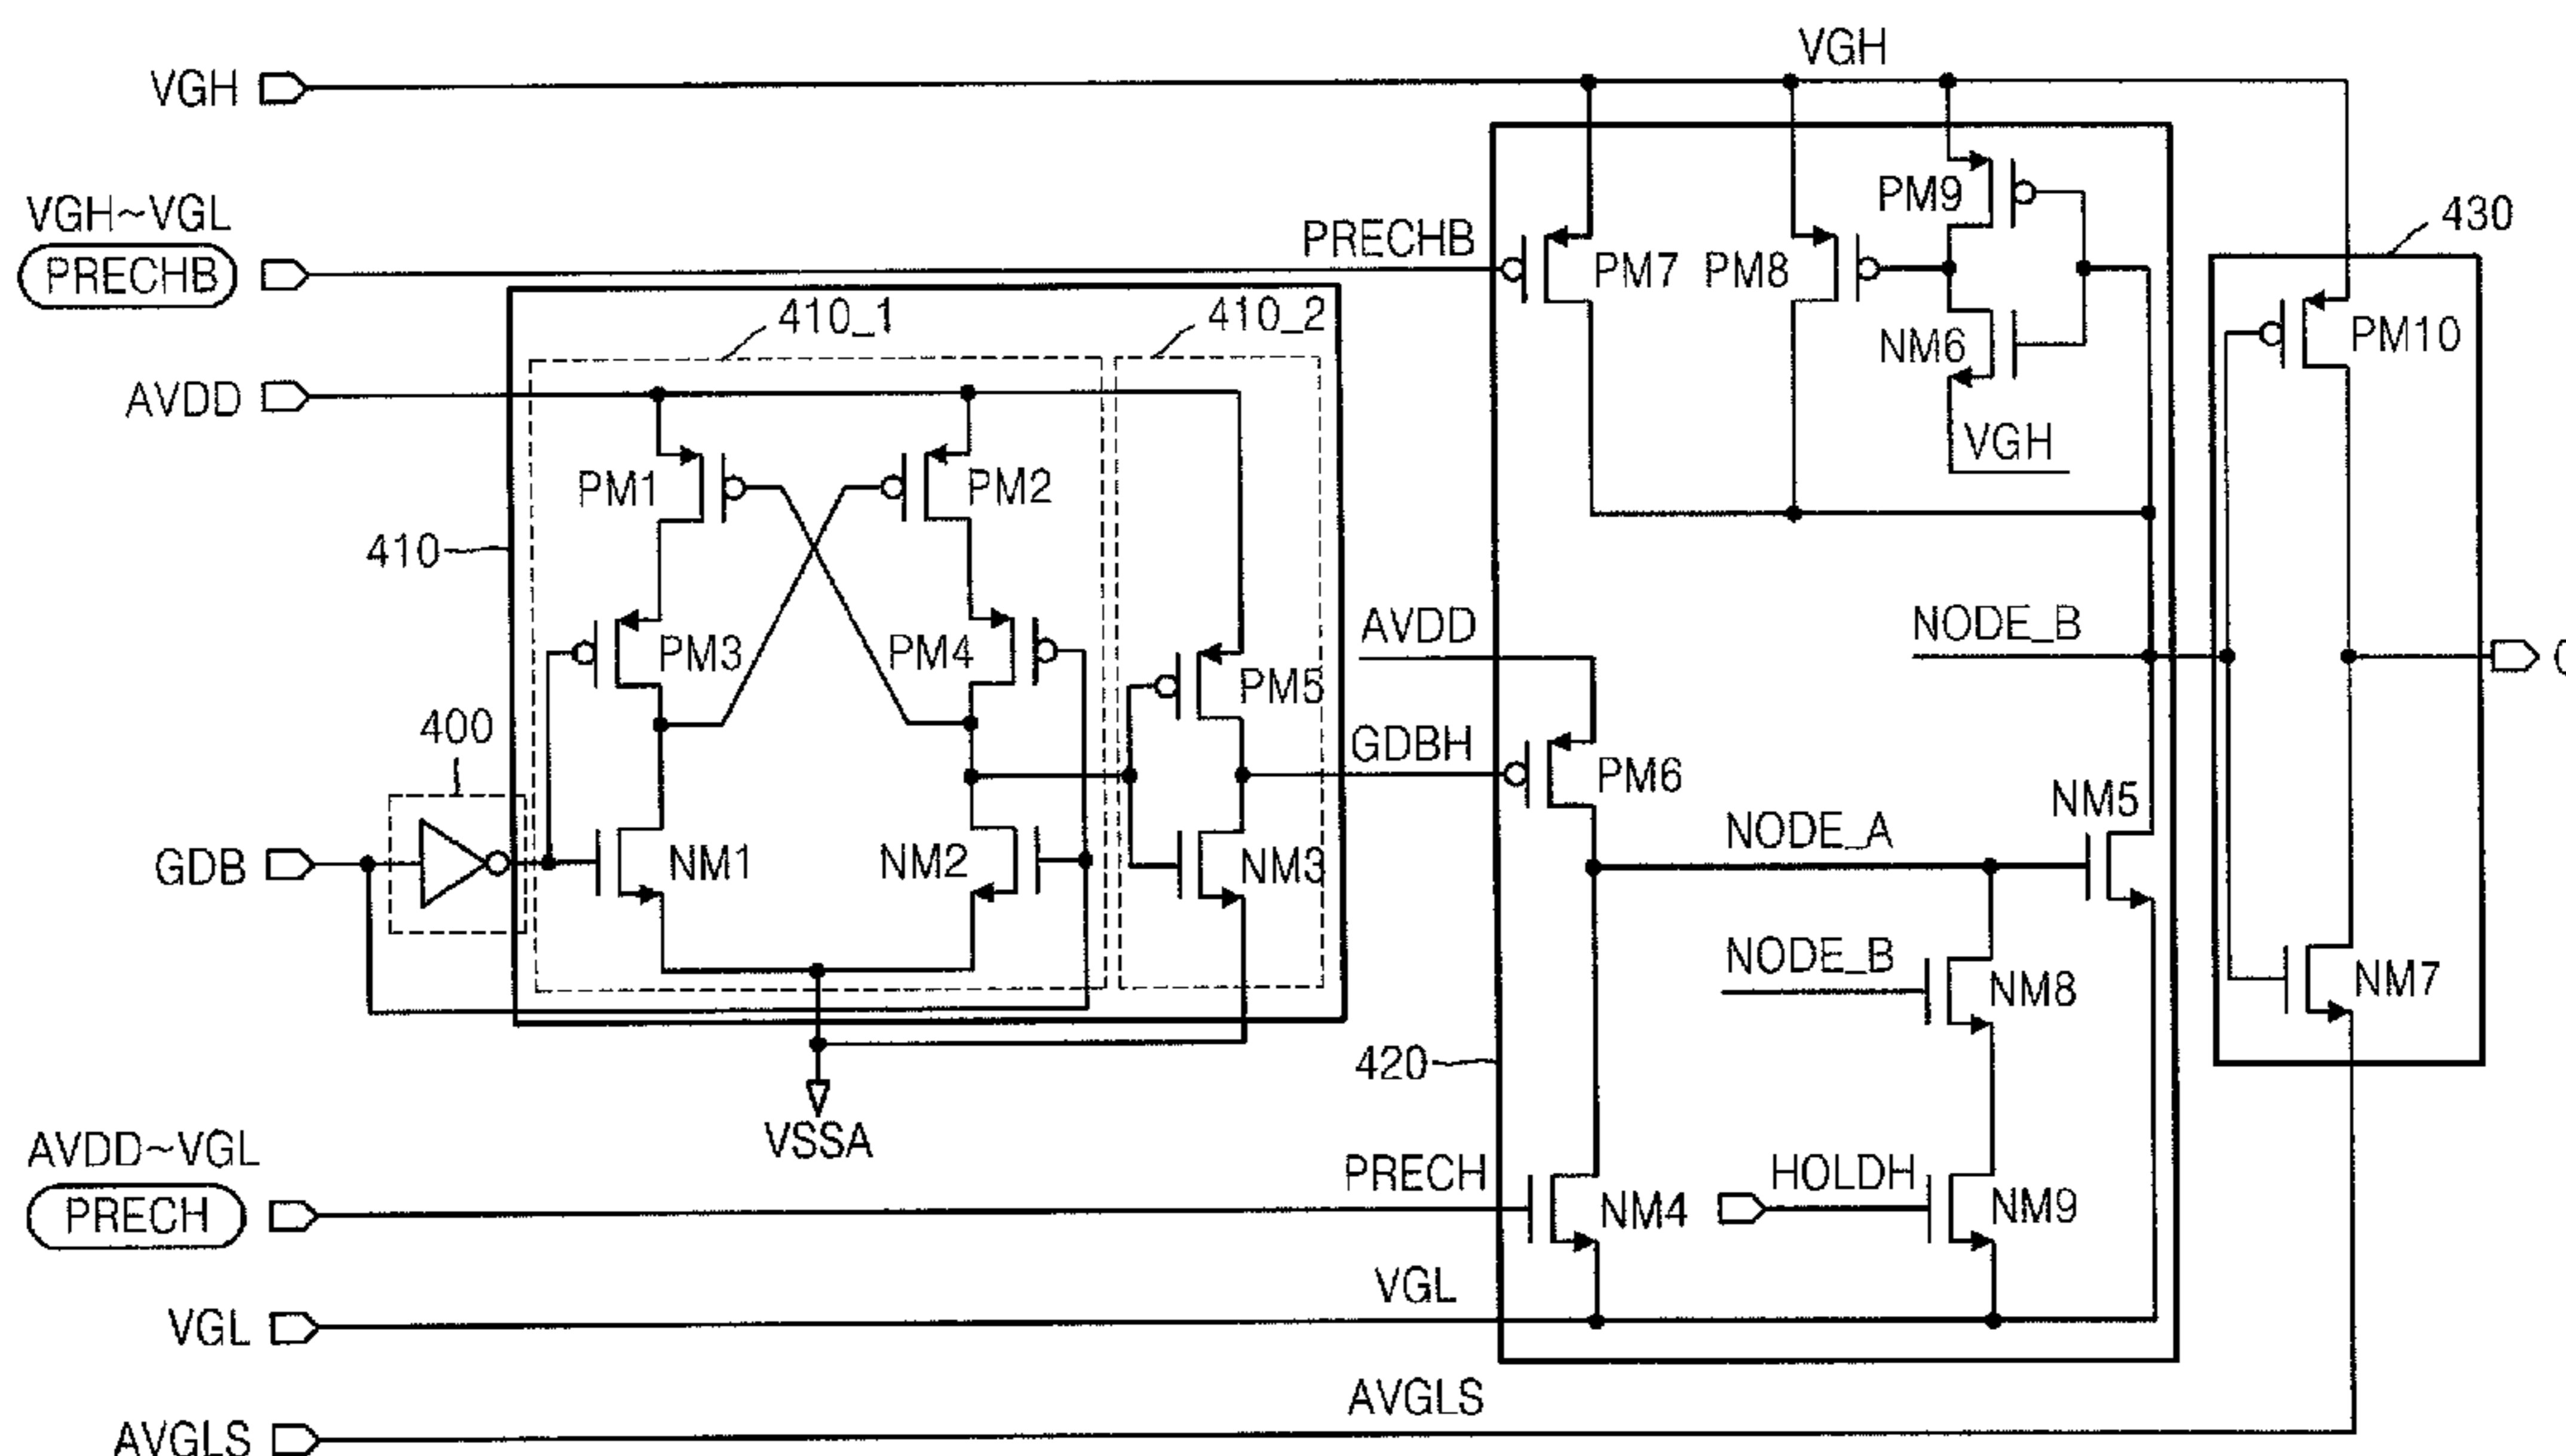 VGH
VGH
VGH~VGL
PRECHB
PRECHB
PM9
430
PM7
PM8
410_1
410_2
NM6
PM10
AVDD
VGH
PM1
PM2
410
AVDD
NODE_B
PM3
PM4
PM5
400
GDBH
PM6
NM5
GDB
NM1
NM2
NM3
NODE_A
NODE_B
NM8
NM7
420
VSSA
AVDD~VGL
PRECH
PRECH
HOLDH
NM4
NM9
VGL
VGL
AVGLS
AVGLS